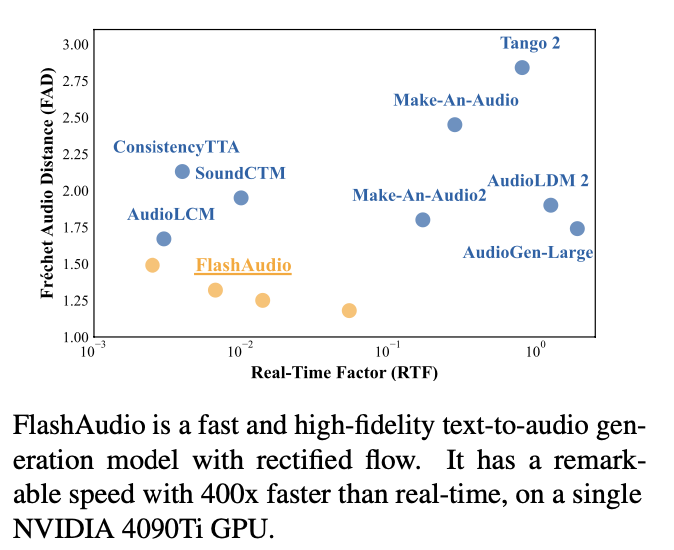 Tango 2
3.00
2.75
Make-An-Audio
2.50
ConsistencyTTA
2.25
SoundCTM
AudioLDM 2
2.00
Make-An-Audio2
AudioLCM
1.75
AudioGen-Large
1.50
FlashAudio
1.25
1.00
Fréchet Audio Distance (FAD)
10⁻³ 10⁻² 10⁻¹ 10⁰
Real-Time Factor (RTF)
FlashAudio is a fast and high-fidelity text-to-audio gen-
eration model with rectified flow. It has a remark-
able speed with 400x faster than real-time, on a single
NVIDIA 4090Ti GPU.